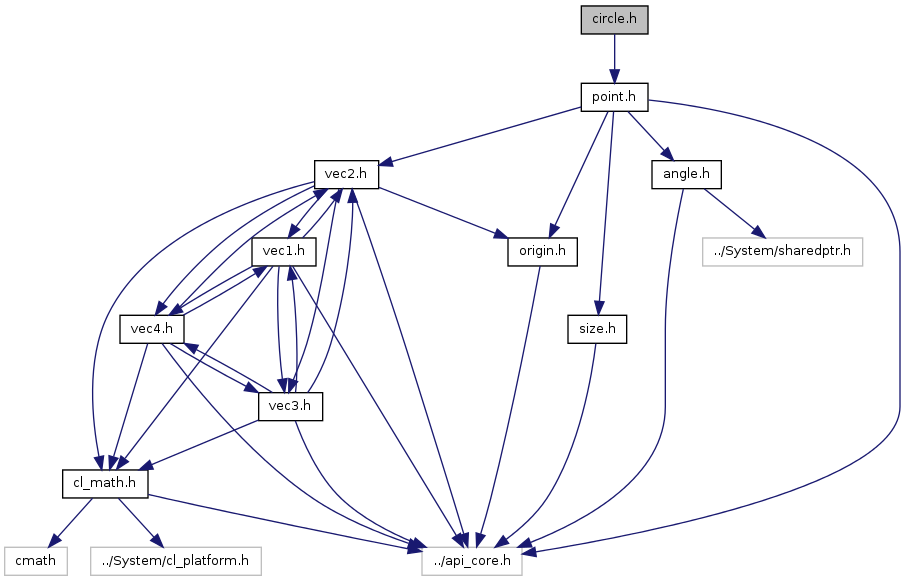 circle.h
point.h
vec2.h
angle.h
vec1.h
origin.h
../System/sharedptr.h
vec4.h
size.h
vec3.h
cl_math.h
cmath
../System/cl_platform.h
../api_core.h